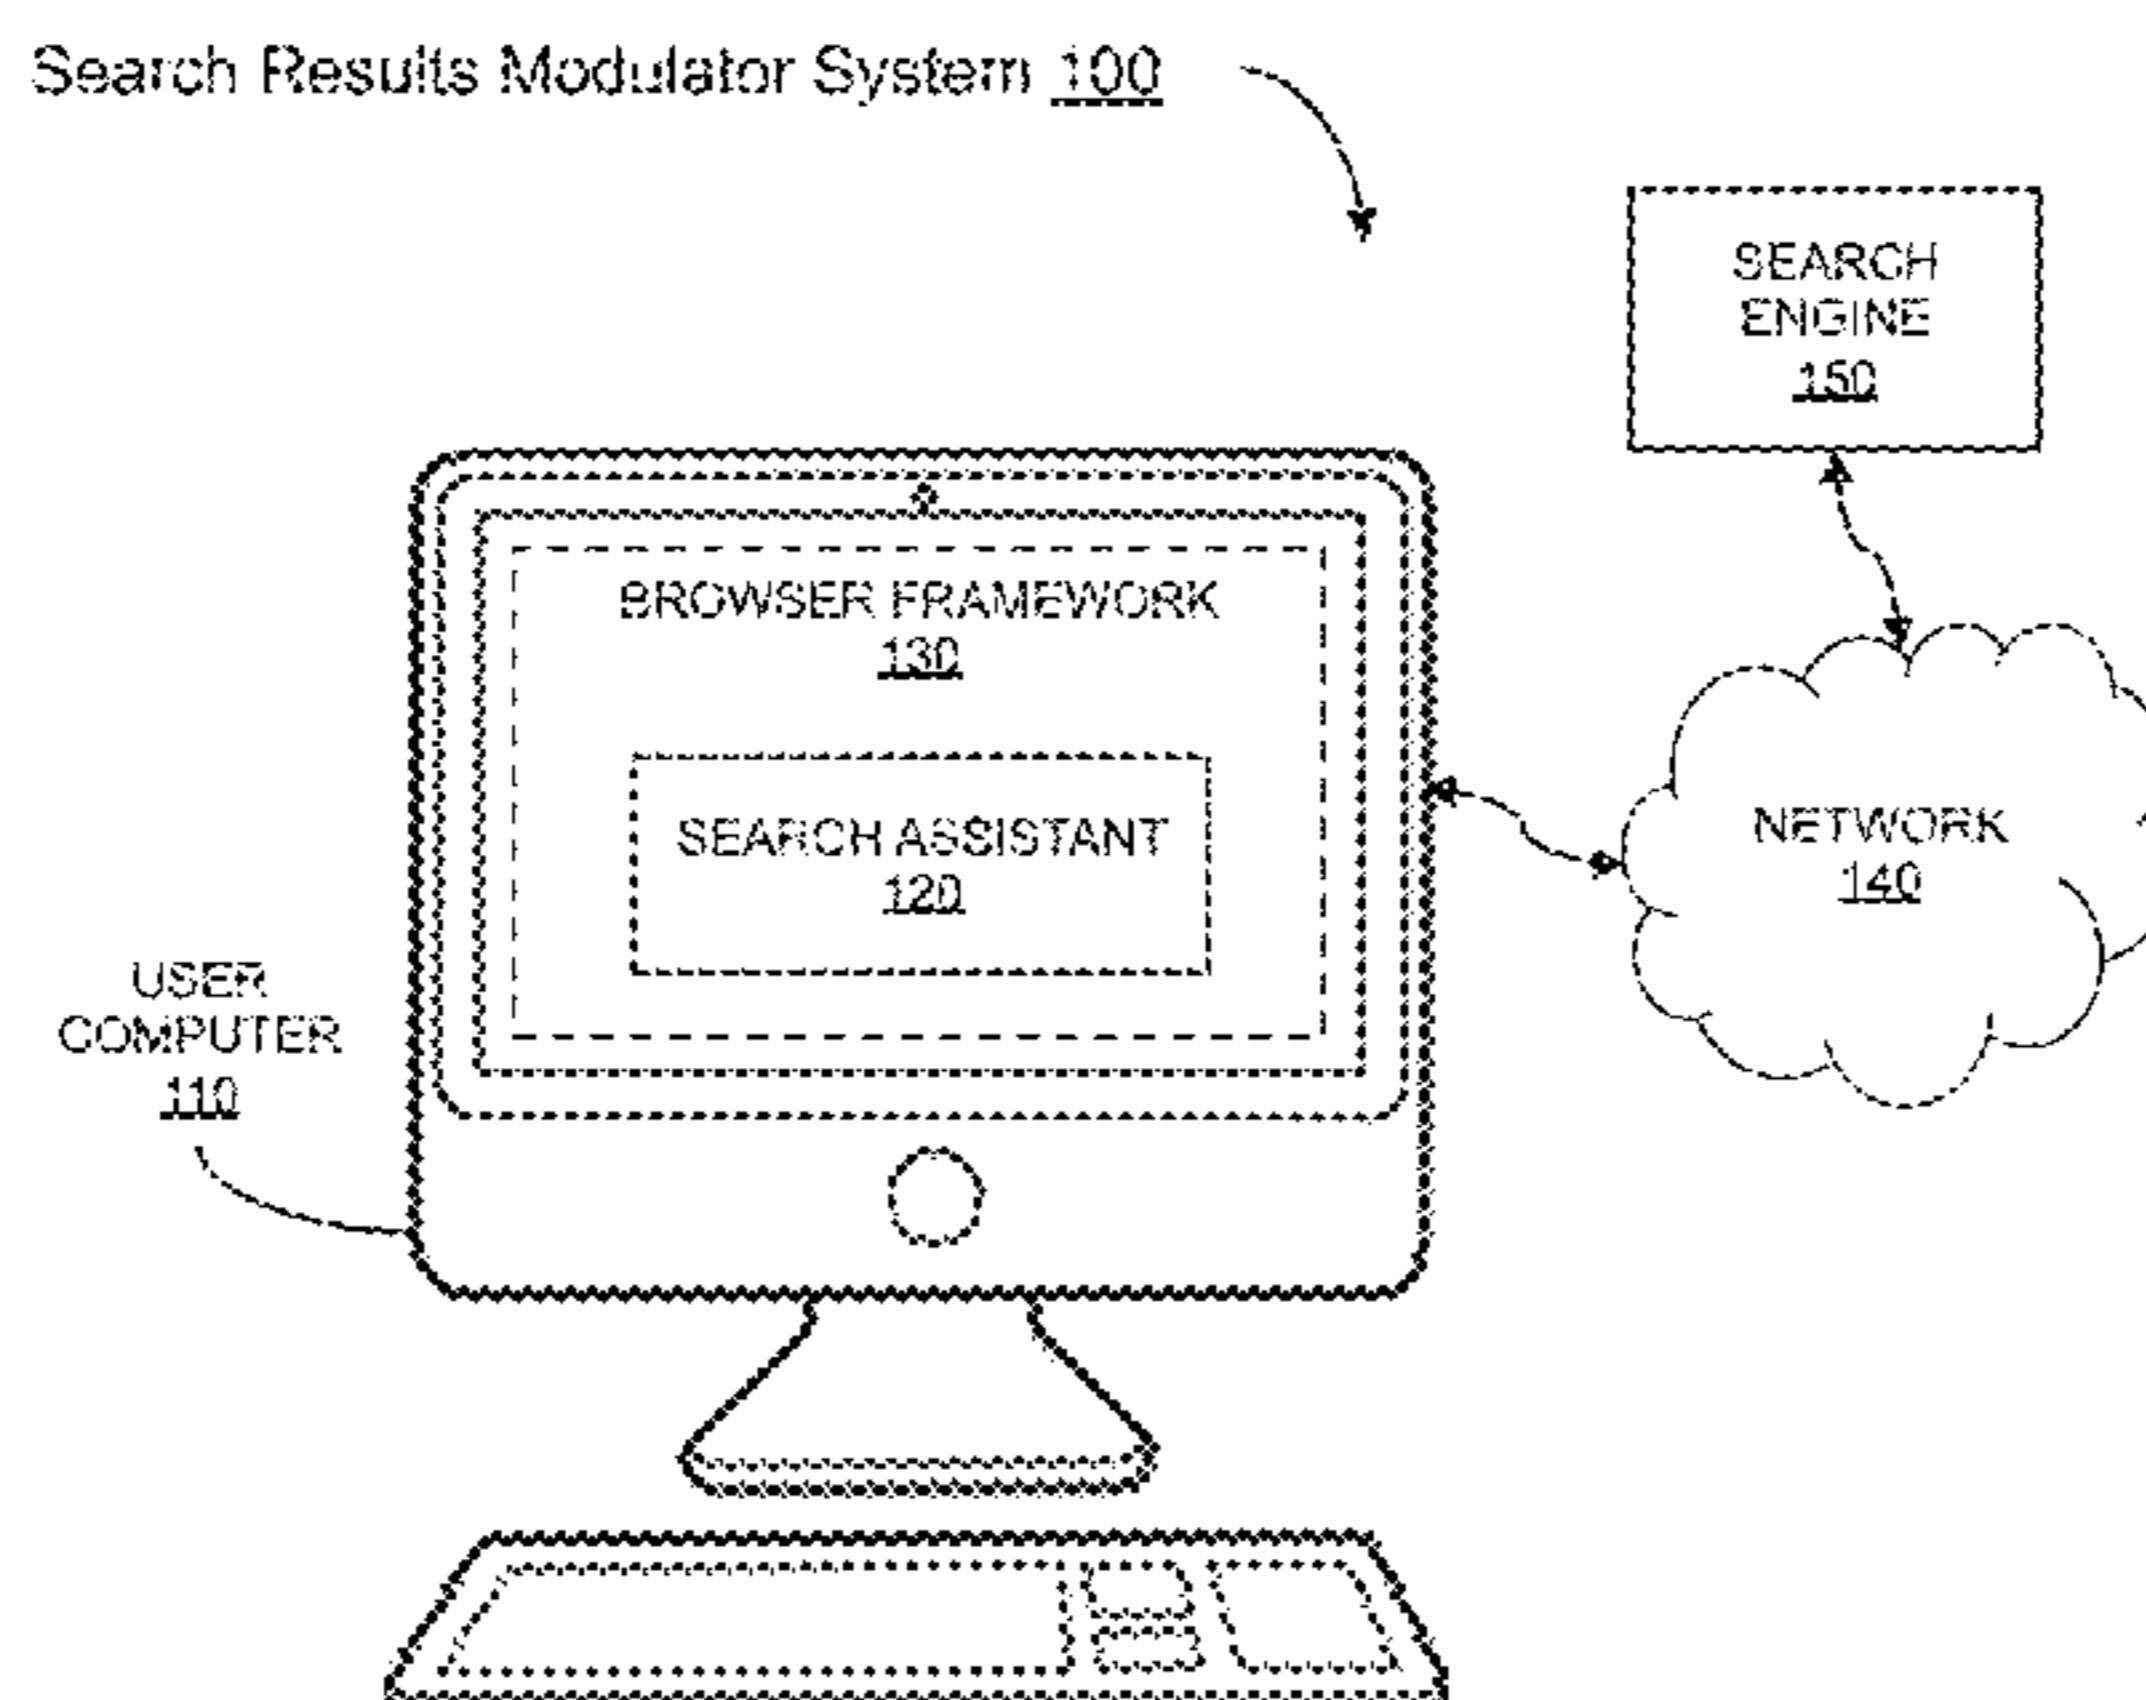 Search Results Modulator System 100
SEARCH
ENGINE
150
BROWSER FRAMEWORK
130
SEARCH ASSISTANT
120
NETWORK
140
USER
COMPUTER
110